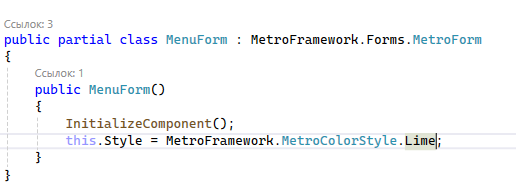 Ссылок: 3
public partial class MenuForm : MetroFramework.Forms.MetroForm
{
Ссылок: 1
public MenuForm()
{
InitializeComponent();
this.Style = MetroFramework.MetroColorStyle.Lime;
}
}